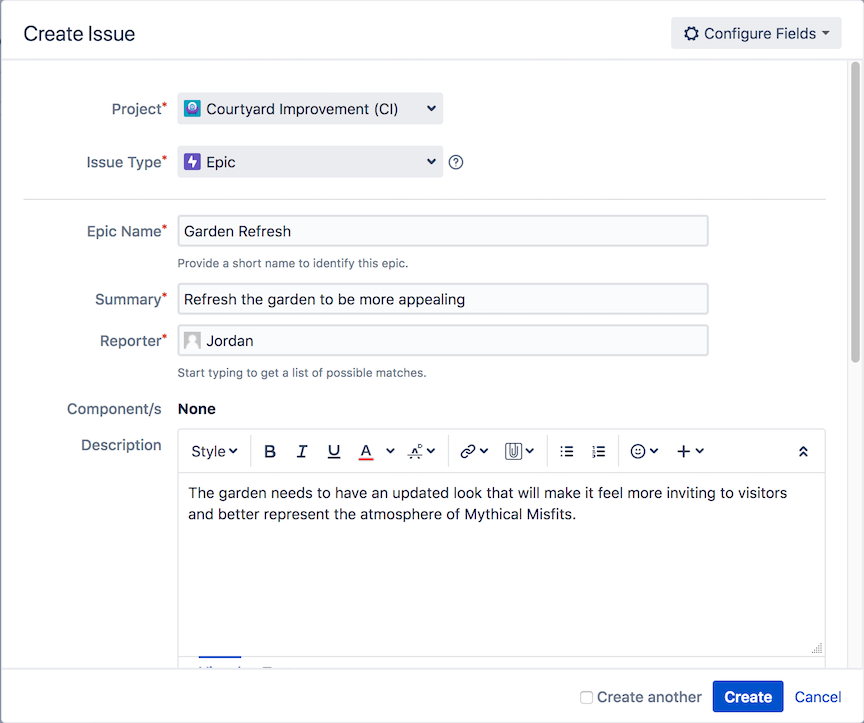 Create Issue
Configure Fields
Project* Courtyard Improvement (CI)
Issue Type* Epic
Epic Name* Garden Refresh
Provide a short name to identify this epic.
Summary* Refresh the garden to be more appealing
Reporter* Jordan
Start typing to get a list of possible matches.
Component/s None
Description
Style B I U A
The garden needs to have an updated look that will make it feel more inviting to visitors
and better represent the atmosphere of Mythical Misfits.
Create another Create Cancel